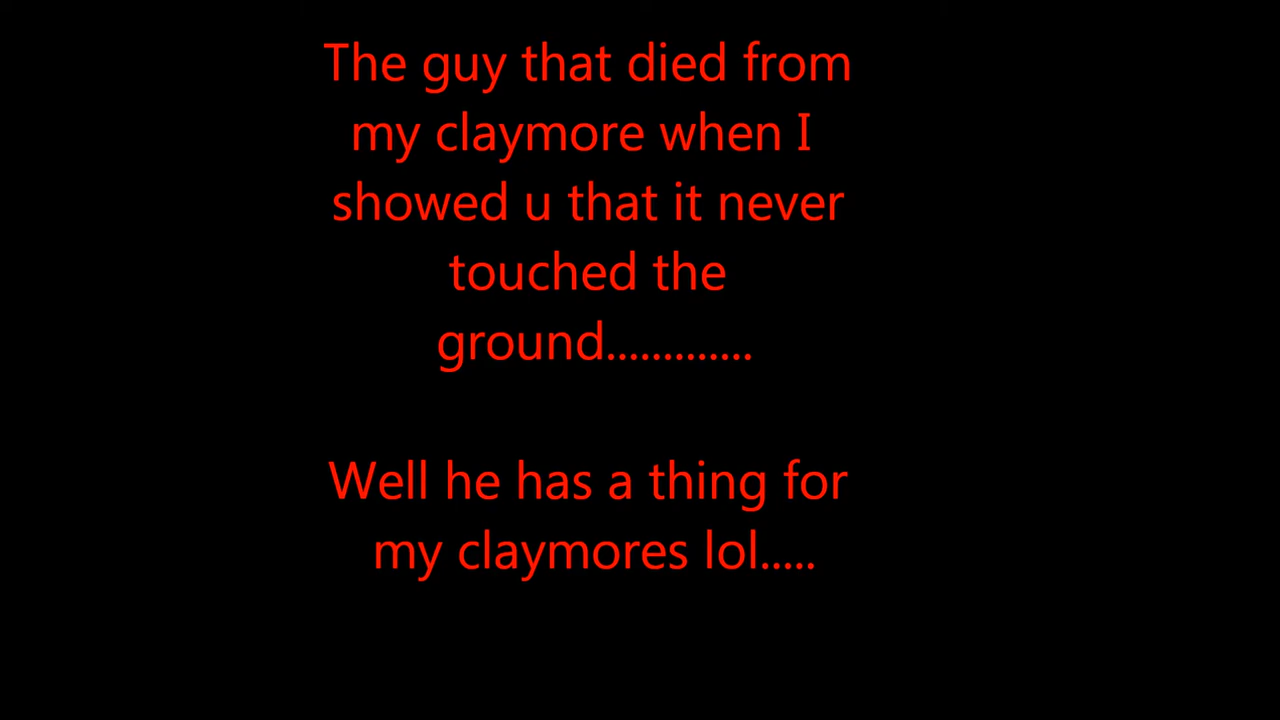 The guy that died from
my claymore when I
showed u that it never
touched the
ground.............
Well he has a thing for
my claymores lol.....